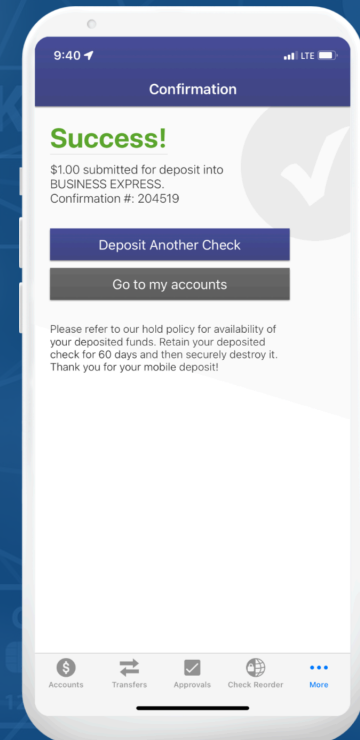 9:40
LTE
Confirmation
Success!
$1.00 submitted for deposit into
BUSINESS EXPRESS.
Confirmation #: 204519
Deposit Another Check
Go to my accounts
Please refer to our hold policy for availability of
your deposited funds. Retain your deposited
check for 60 days and then securely destroy it.
Thank you for your mobile deposit!
Accounts
Transfers
Approvals
Check Reorder
More